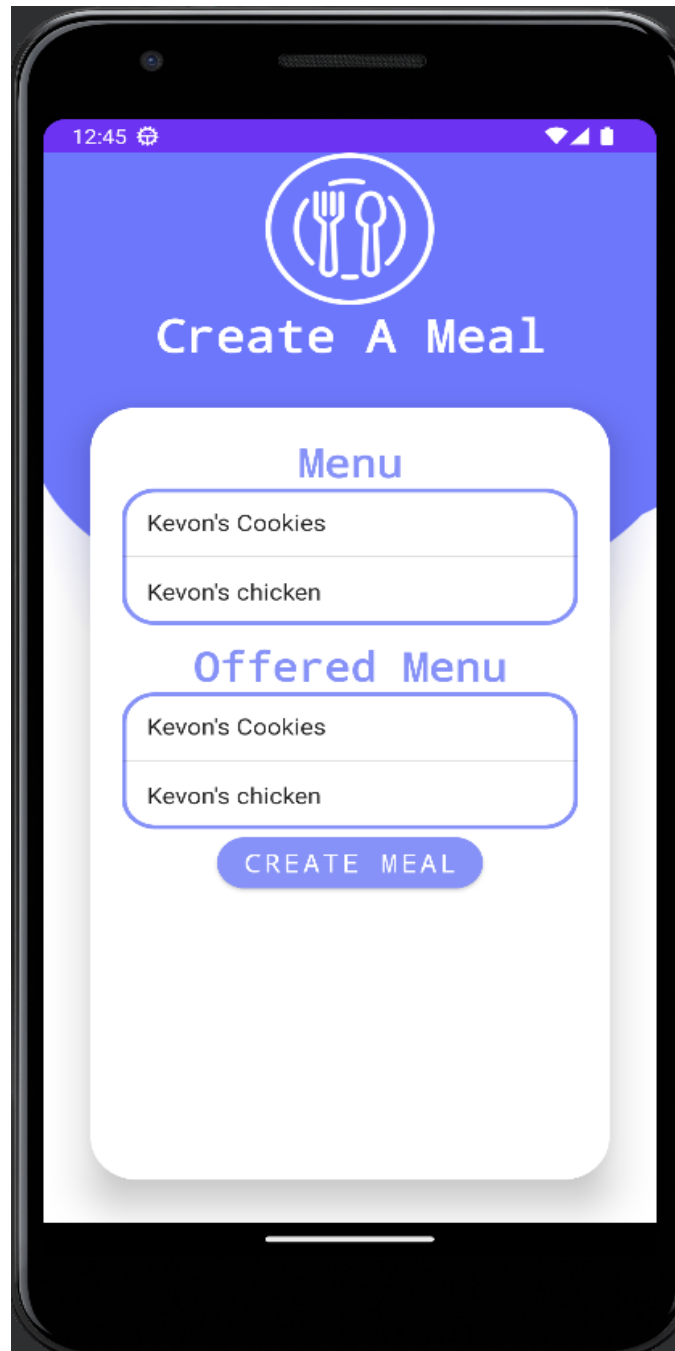 12:45
Create A Meal
Menu
Kevon's Cookies
Kevon's chicken
Offered Menu
Kevon's Cookies
Kevon's chicken
CREATE MEAL